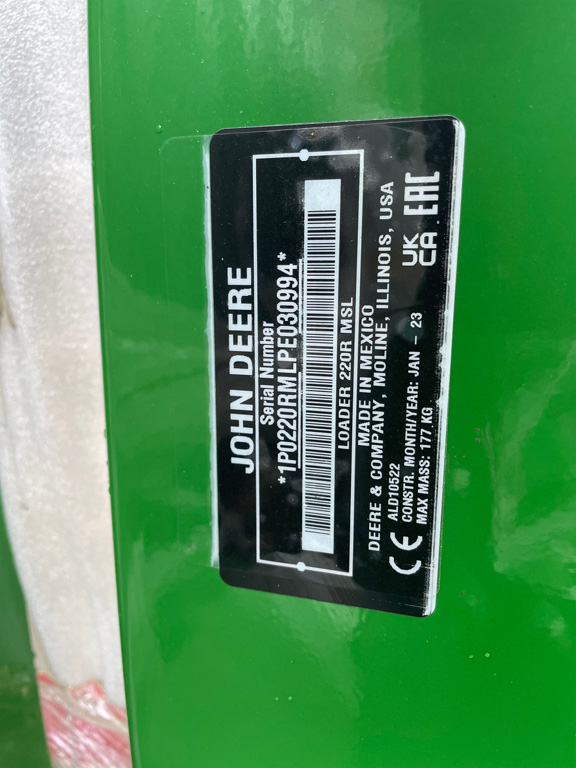 JOHN DEERE
Serial Number
*1P0220RMLPE030994*
LOADER 220R MSL
MADE IN MEXICO
DEERE & COMPANY, MOLINE, ILLINOIS, USA
ALD10522
CONSTR. MONTH/YEAR: JAN - 23
MAX MASS: 177 KG
CE
UK
CA
EAC